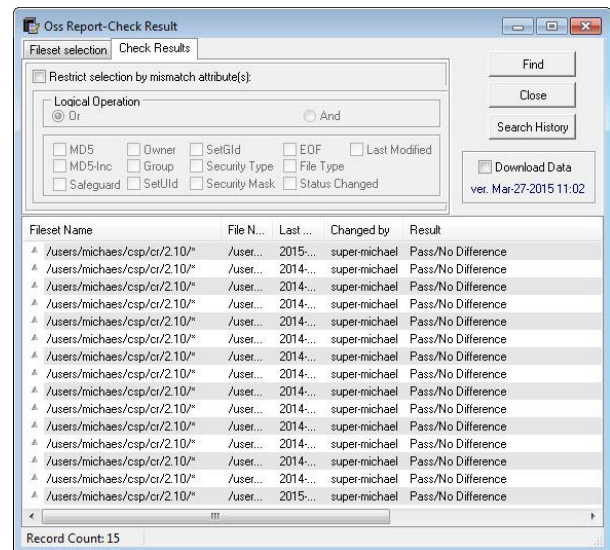 Oss Report-Check Result
Fileset selection Check Results
Find
Close
Search History
Restrict selection by mismatch attribute(s):
Logical Operation
Or And
MD5 Owner SetGId EOF Last Modified
MD5-Inc Group Security Type File Type
Safeguard SetUId Security Mask Status Changed
Download Data
ver. Mar-27-2015 11:02
Fileset Name File N... Last ... Changed by Result
/users/michaes/csp/cr/2.10/* /user... 2015-... super-michael Pass/No Difference
/users/michaes/csp/cr/2.10/* /user... 2014-... super-michael Pass/No Difference
/users/michaes/csp/cr/2.10/* /user... 2014-... super-michael Pass/No Difference
/users/michaes/csp/cr/2.10/* /user... 2014-... super-michael Pass/No Difference
/users/michaes/csp/cr/2.10/* /user... 2014-... super-michael Pass/No Difference
/users/michaes/csp/cr/2.10/* /user... 2014-... super-michael Pass/No Difference
/users/michaes/csp/cr/2.10/* /user... 2014-... super-michael Pass/No Difference
/users/michaes/csp/cr/2.10/* /user... 2014-... super-michael Pass/No Difference
/users/michaes/csp/cr/2.10/* /user... 2014-... super-michael Pass/No Difference
/users/michaes/csp/cr/2.10/* /user... 2014-... super-michael Pass/No Difference
/users/michaes/csp/cr/2.10/* /user... 2014-... super-michael Pass/No Difference
/users/michaes/csp/cr/2.10/* /user... 2014-... super-michael Pass/No Difference
/users/michaes/csp/cr/2.10/* /user... 2014-... super-michael Pass/No Difference
/users/michaes/csp/cr/2.10/* /user... 2014-... super-michael Pass/No Difference
/users/michaes/csp/cr/2.10/* /user... 2015-... super-michael Pass/No Difference
Record Count: 15